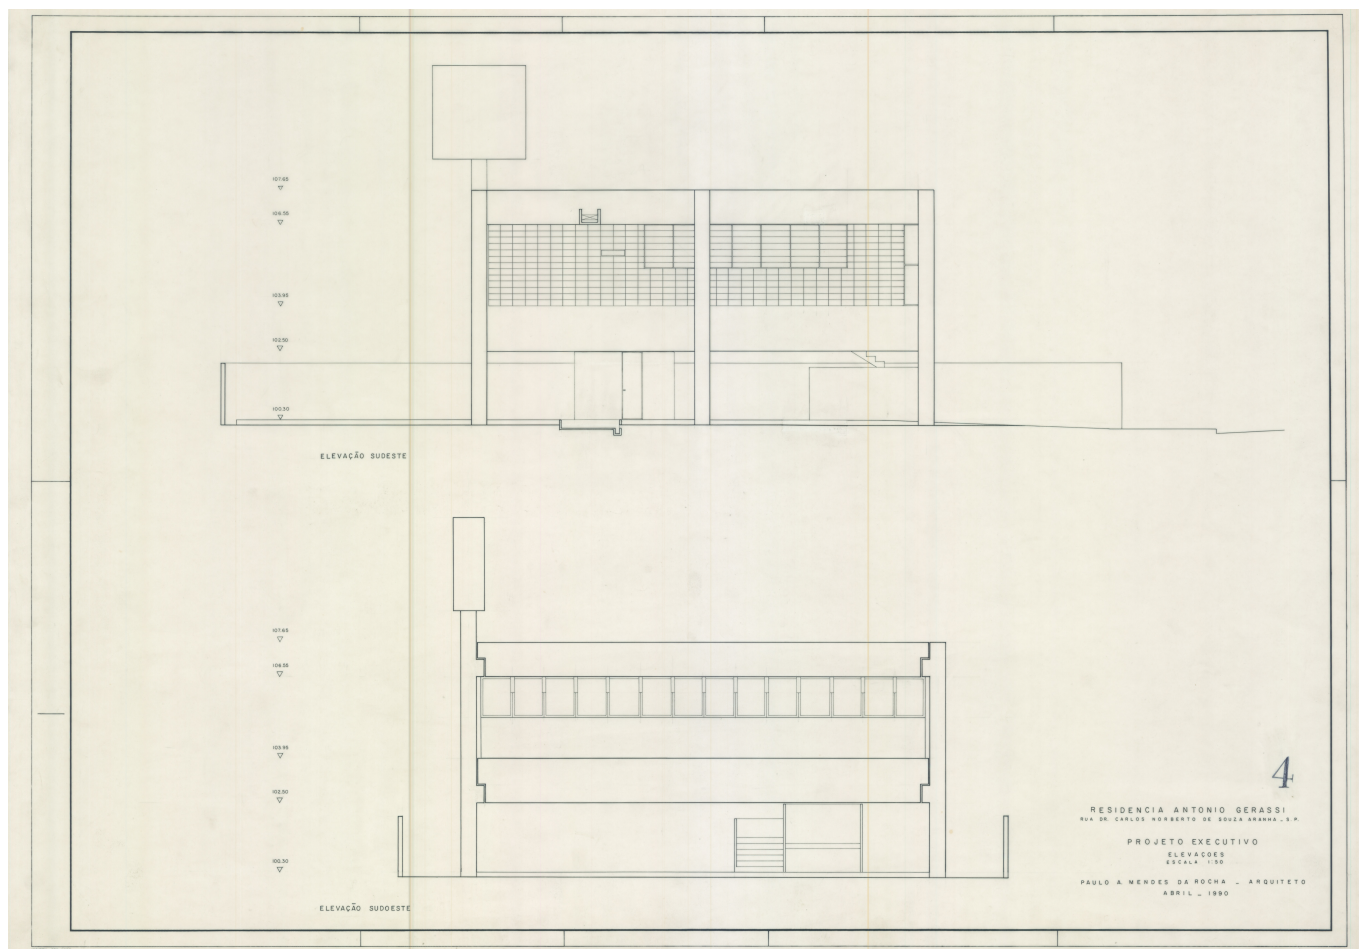 107.65
106.55
103.95
102.50
100.30
ELEVAÇÃO SUDESTE
107.65
106.55
103.95
102.50
100.30
ELEVAÇÃO SUDOESTE
4
RESIDENCIA ANTONIO GERASSI
RUA DR CARLOS NORBERTO DE SOUZA ARANHA _ S.P.
PROJETO EXECUTIVO
ELEVAÇOES
ESCALA 1:50
PAULO A MENDES DA ROCHA _ ARQUITETO
ABRIL _ 1990